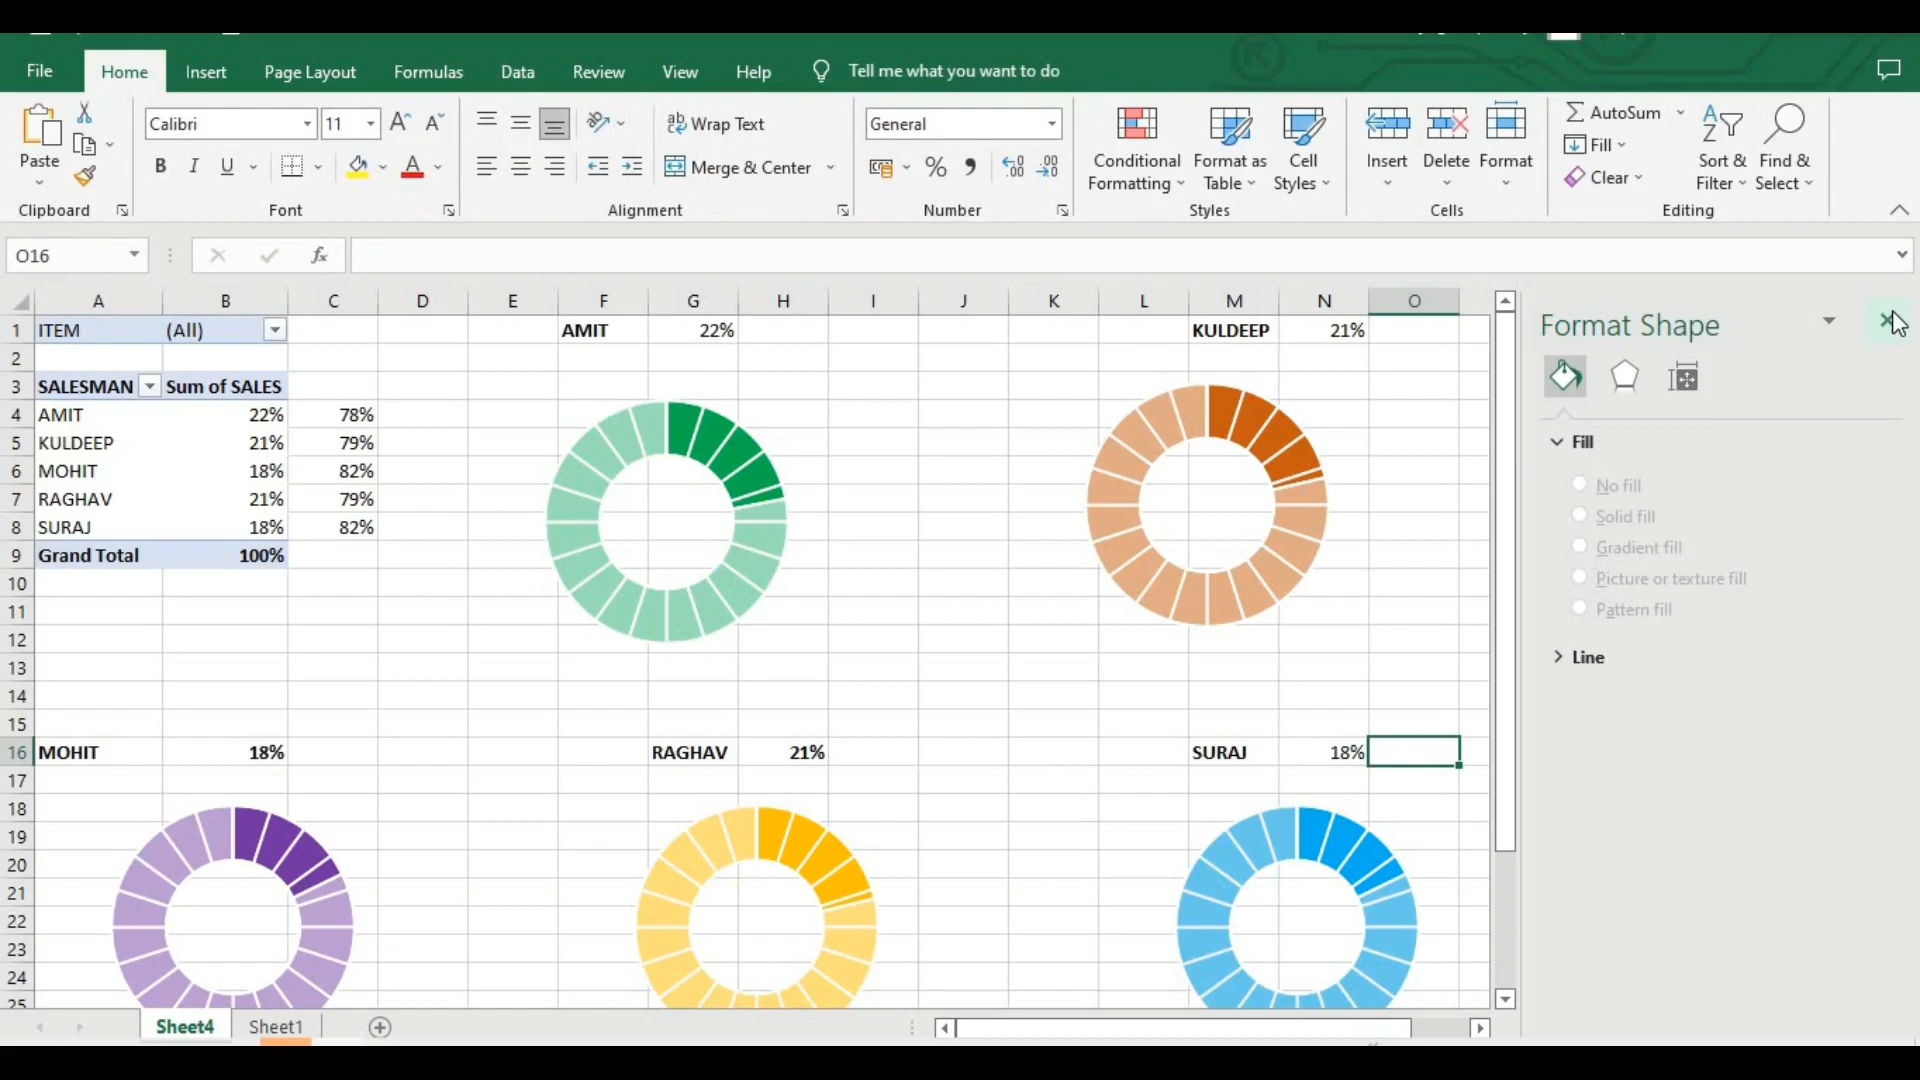 File Home Insert Page Layout Formulas Data Review View Help Tell me what you want to do
Paste
Clipboard
Calibri 11
B I U
Font
Wrap Text
Merge & Center
Alignment
General
%
Number
Conditional Formatting
Format as Table
Cell Styles
Styles
Insert Delete Format
Cells
AutoSum
Fill
Clear
Sort & Filter
Find & Select
Editing
O16 fx
A B C D E F G H I J K L M N O
1 ITEM (All) AMIT 22% KULDEEP 21%
2
3 SALESMAN Sum of SALES
4 AMIT 22% 78%
5 KULDEEP 21% 79%
6 MOHIT 18% 82%
7 RAGHAV 21% 79%
8 SURAJ 18% 82%
9 Grand Total 100%
10
11
12
13
14
15
16 MOHIT 18% RAGHAV 21% SURAJ 18%
17
18
19
20
21
22
23
24
25
Sheet4 Sheet1
Format Shape
Fill
No fill
Solid fill
Gradient fill
Picture or texture fill
Pattern fill
Line